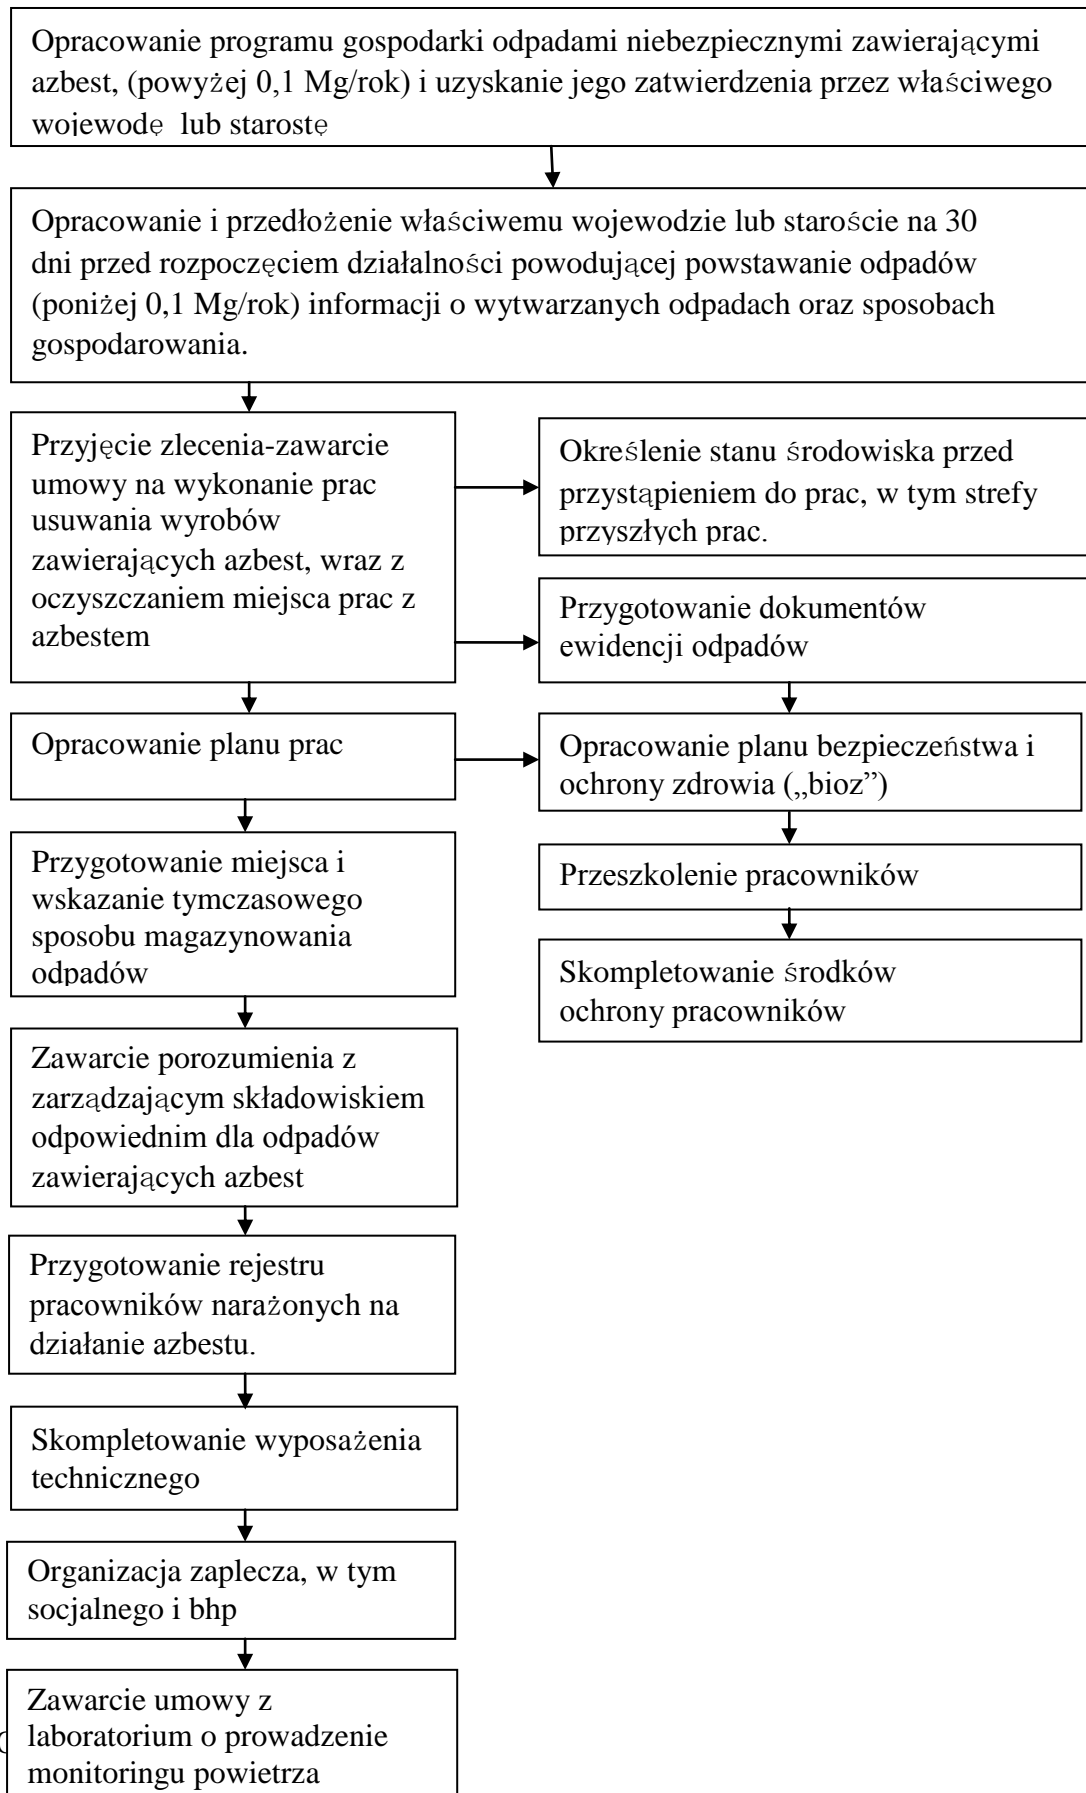 Opracowanie programu gospodarki odpadami niebezpiecznymi zawierającymi
azbest, (powyżej 0,1 Mg/rok) i uzyskanie jego zatwierdzenia przez właściwego
wojewodę lub starostę
Opracowanie i przedłożenie właściwemu wojewodzie lub staroście na 30
dni przed rozpoczęciem działalności powodującej powstawanie odpadów
(poniżej 0,1 Mg/rok) informacji o wytwarzanych odpadach oraz sposobach
gospodarowania.
Przyjęcie zlecenia-zawarcie
umowy na wykonanie prac
usuwania wyrobów
zawierających azbest, wraz z
oczyszczaniem miejsca prac z
azbestem
Określenie stanu środowiska przed
przystąpieniem do prac, w tym strefy
przyszłych prac.
Przygotowanie dokumentów
ewidencji odpadów
Opracowanie planu prac
Opracowanie planu bezpieczeństwa i
ochrony zdrowia („bioz”)
Przygotowanie miejsca i
wskazanie tymczasowego
sposobu magazynowania
odpadów
Przeszkolenie pracowników
Skompletowanie środków
ochrony pracowników
Zawarcie porozumienia z
zarządzającym składowiskiem
odpowiednim dla odpadów
zawierających azbest
Przygotowanie rejestru
pracowników narażonych na
działanie azbestu.
Skompletowanie wyposażenia
technicznego
Organizacja zaplecza, w tym
socjalnego i bhp
Zawarcie umowy z
laboratorium o prowadzenie
monitoringu powietrza